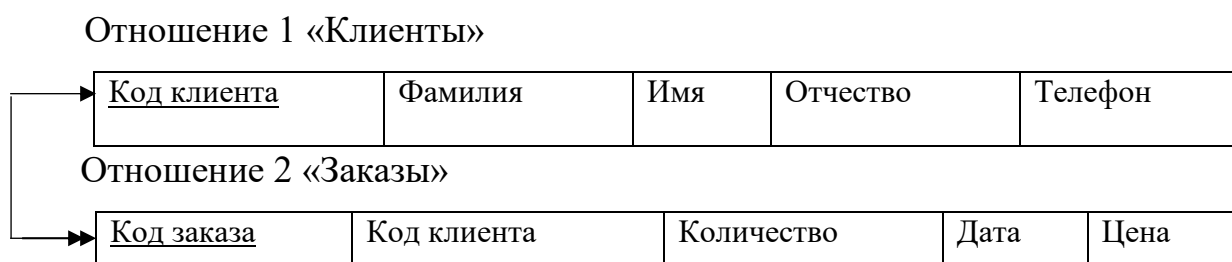 Отношение 1 «Клиенты»
Код клиента Фамилия Имя Отчество Телефон
Отношение 2 «Заказы»
Код заказа Код клиента Количество Дата Цена